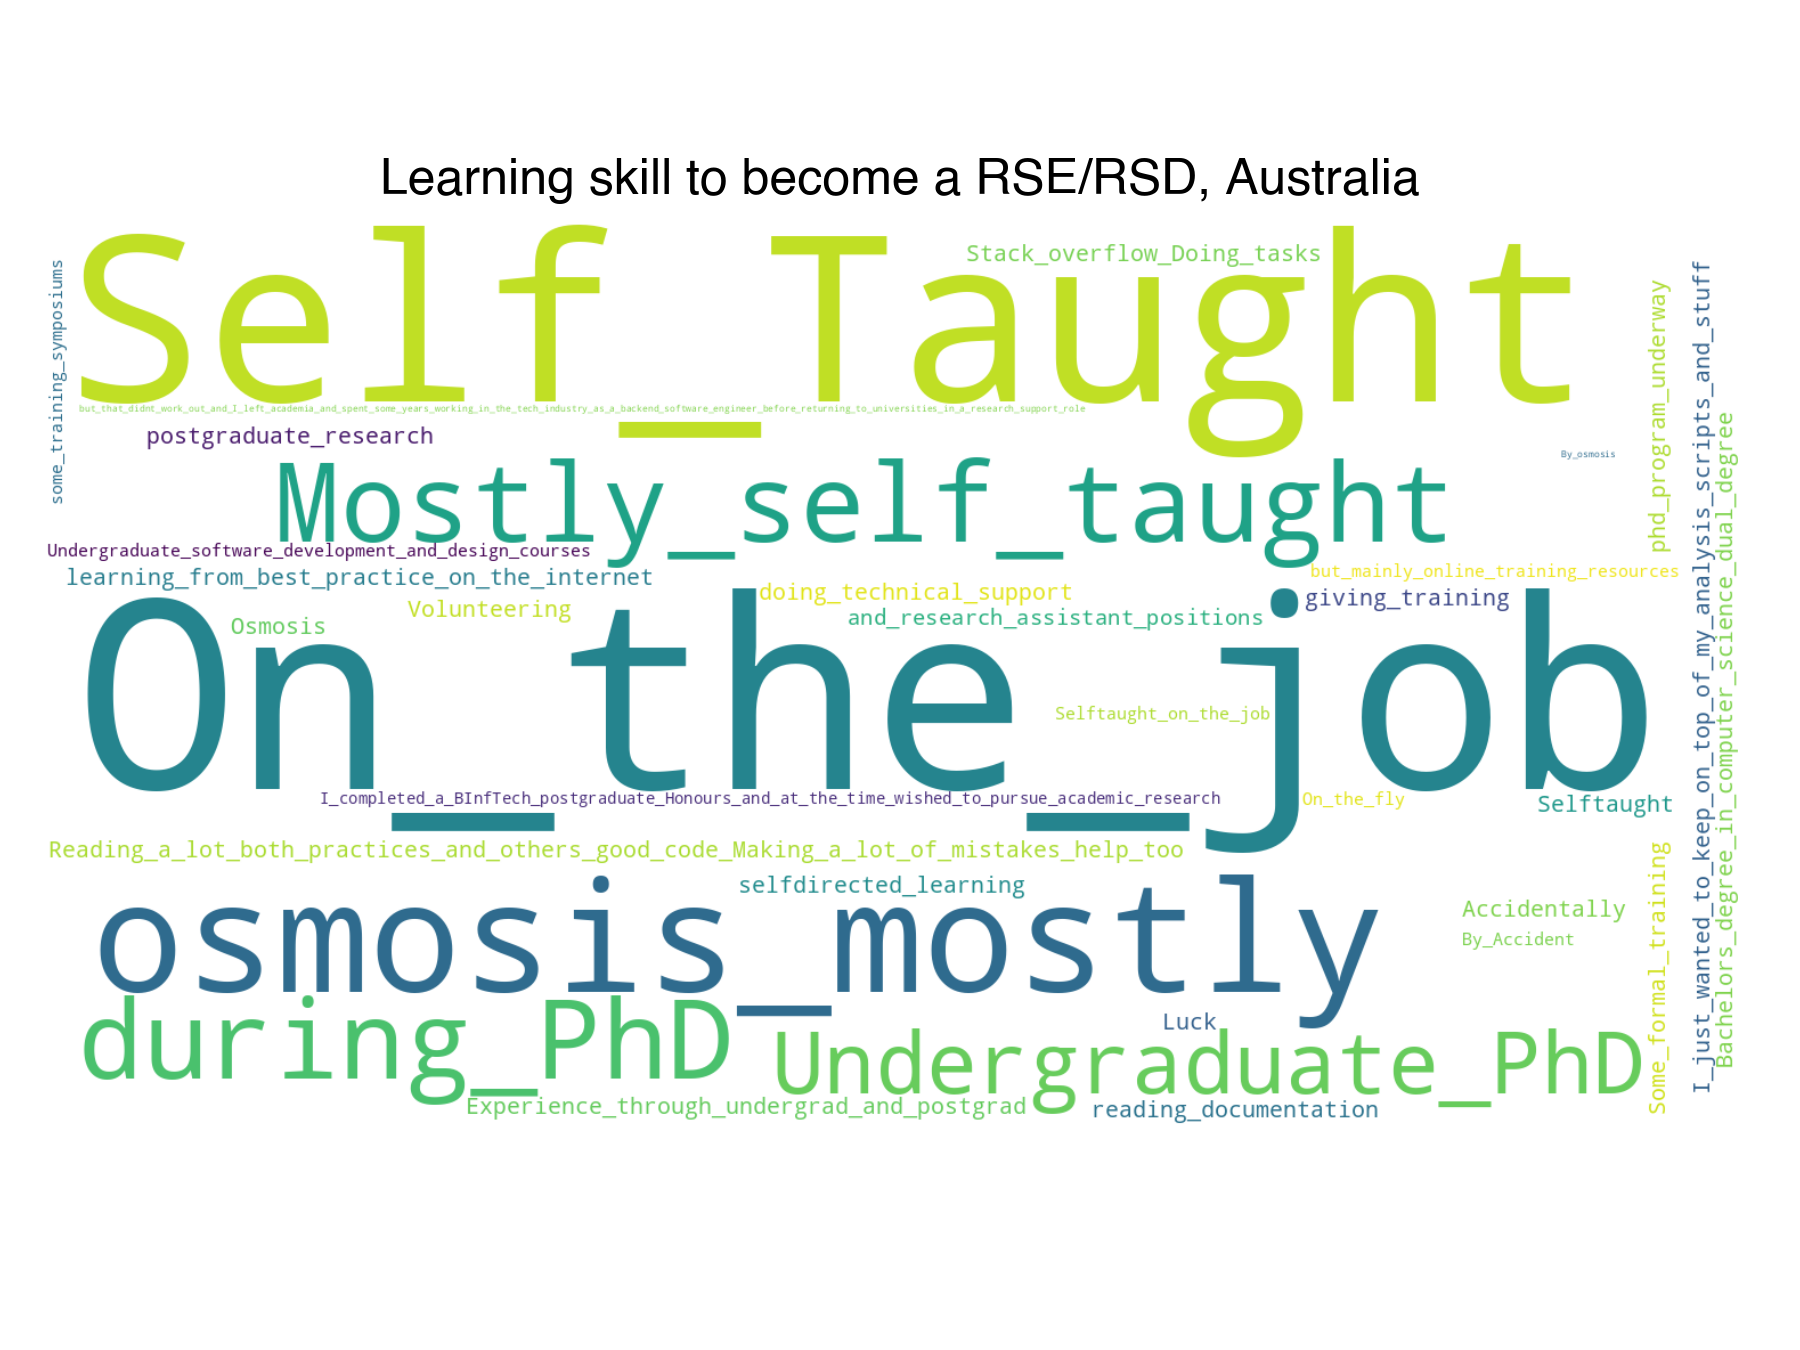 Learning skill to become a RSE/RSD, Australia
Self_Taught
Stack_overflow_Doing_tasks
some_training_symposiums
but_that_didnt_work_out_and_I_left_academia_and_spent_some_years_working_in_the_tech_industry_as_a_backend_software_engineer_before_returning_to_universities_in_a_research_support_role
postgraduate_research
By_osmosis
phd_program_underway
I_just_wanted_to_keep_on_top_of_my_analysis_scripts_and_stuff
Bachelors_degree_in_computer_science_dual_degree
Mostly_self_taught
Undergraduate_software_development_and_design_courses
learning_from_best_practice_on_the_internet
but_mainly_online_training_resources
doing_technical_support
giving_training
Volunteering
and_research_assistant_positions
Osmosis
On_the_job
Selftaught_on_the_job
I_completed_a_BInfTech_postgraduate_Honours_and_at_the_time_wished_to_pursue_academic_research
On_the_fly
Selftaught
Reading_a_lot_both_practices_and_others_good_code_Making_a_lot_of_mistakes_help_too
selfdirected_learning
osmosis_mostly
Accidentally
By_Accident
Some_formal_training
during_PhD
Luck
Undergraduate_PhD
Experience_through_undergrad_and_postgrad
reading_documentation